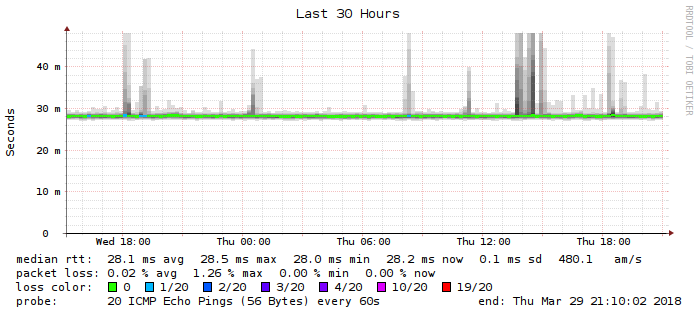 Last 30 Hours
RRDTOOL / TOBI OETIKER
Seconds
40 m
30 m
20 m
10 m
0
Wed 18:00 Thu 00:00 Thu 06:00 Thu 12:00 Thu 18:00
median rtt: 28.1 ms avg 28.5 ms max 28.0 ms min 28.2 ms now 0.1 ms sd 480.1 am/s
packet loss: 0.02 % avg 1.26 % max 0.00 % min 0.00 % now
loss color: 0 1/20 2/20 3/20 4/20 10/20 19/20
probe: 20 ICMP Echo Pings (56 Bytes) every 60s end: Thu Mar 29 21:10:02 2018